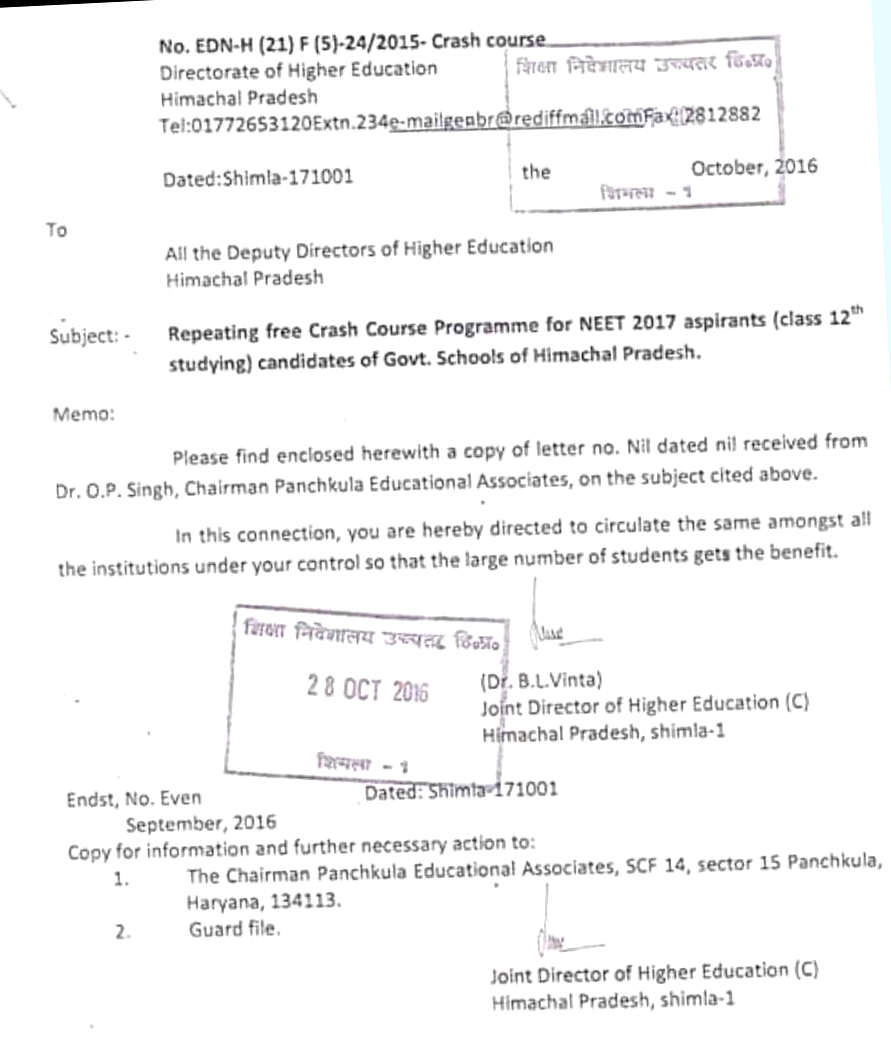 No. EDN-H (21) F (5)-24/2015- Crash course
Directorate of Higher Education
Himachal Pradesh
Tel:01772653120Extn.234e-mailgenbr@rediffmail.comFax:2812882
शिक्षा निदेशालय उच्चतर हि०प्र०
Dated:Shimla-171001 the October, 2016
शिमला - 1
To
All the Deputy Directors of Higher Education
Himachal Pradesh
Subject: - Repeating free Crash Course Programme for NEET 2017 aspirants (class 12th
studying) candidates of Govt. Schools of Himachal Pradesh.
Memo:
Please find enclosed herewith a copy of letter no. Nil dated nil received from
Dr. O.P. Singh, Chairman Panchkula Educational Associates, on the subject cited above.
In this connection, you are hereby directed to circulate the same amongst all
the institutions under your control so that the large number of students gets the benefit.
शिक्षा निदेशालय उच्चतर हि०प्र०
28 OCT 2016
शिमला - 1
(Dr. B.L.Vinta)
Joint Director of Higher Education (C)
Himachal Pradesh, shimla-1
Endst, No. Even Dated: Shimla-171001
September, 2016
Copy for information and further necessary action to:
1. The Chairman Panchkula Educational Associates, SCF 14, sector 15 Panchkula,
Haryana, 134113.
2. Guard file.
Joint Director of Higher Education (C)
Himachal Pradesh, shimla-1